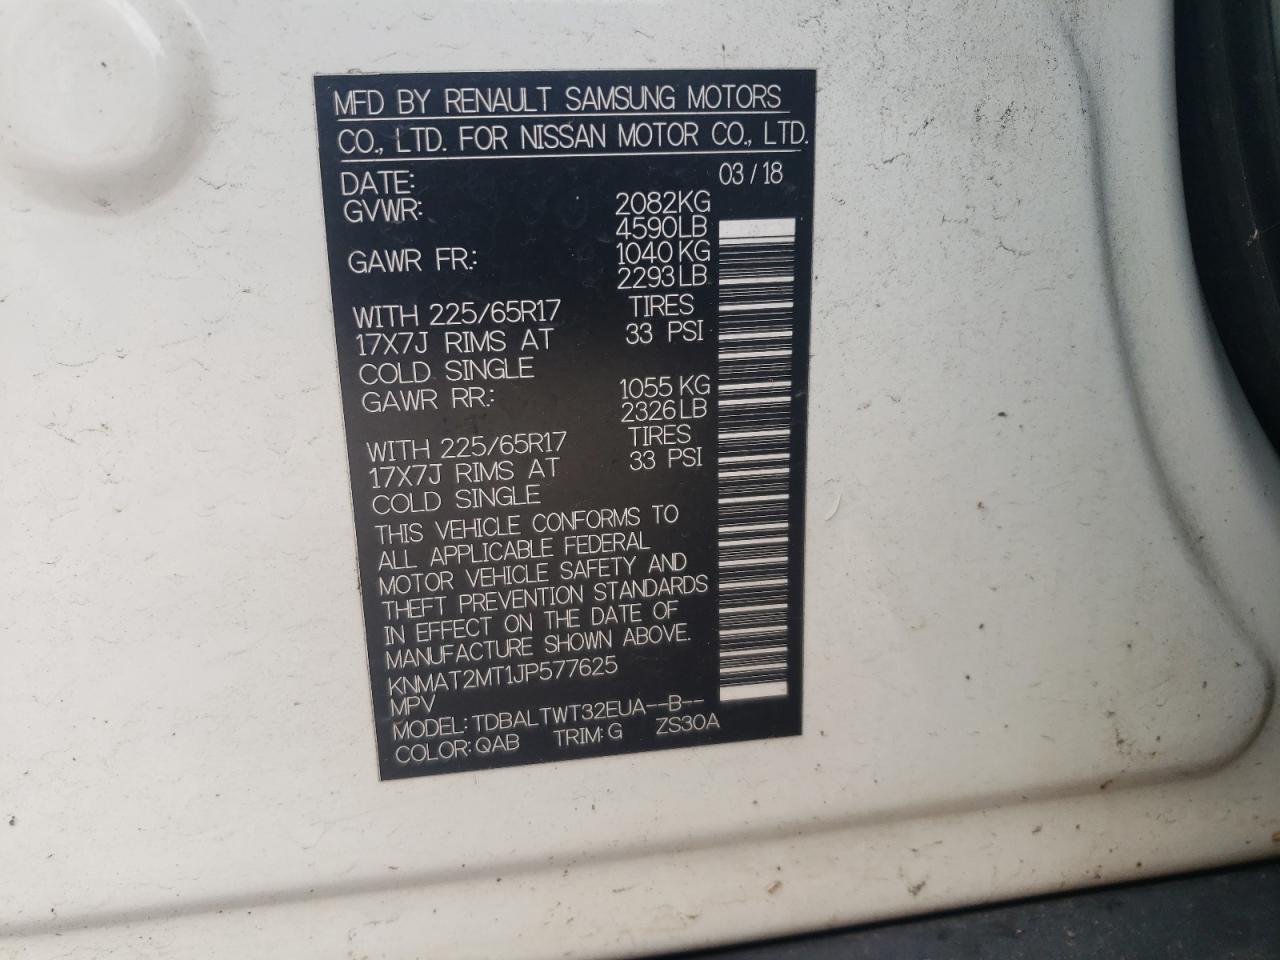 MFD BY RENAULT SAMSUNG MOTORS
CO., LTD. FOR NISSAN MOTOR CO., LTD.
DATE: 03 / 18
GVWR: 2082KG
4590LB
GAWR FR: 1040KG
2293LB
WITH 225/65R17 TIRES
17X7J RIMS AT 33 PSI
COLD SINGLE
GAWR RR: 1055KG
2326LB
WITH 225/65R17 TIRES
17X7J RIMS AT 33 PSI
COLD SINGLE
THIS VEHICLE CONFORMS TO
ALL APPLICABLE FEDERAL
MOTOR VEHICLE SAFETY AND
THEFT PREVENTION STANDARDS
IN EFFECT ON THE DATE OF
MANUFACTURE SHOWN ABOVE.
KNMAT2MT1JP577625
MPV
MODEL: TDBALTWT32EUA--B--
COLOR: QAB TRIM: G ZS30A